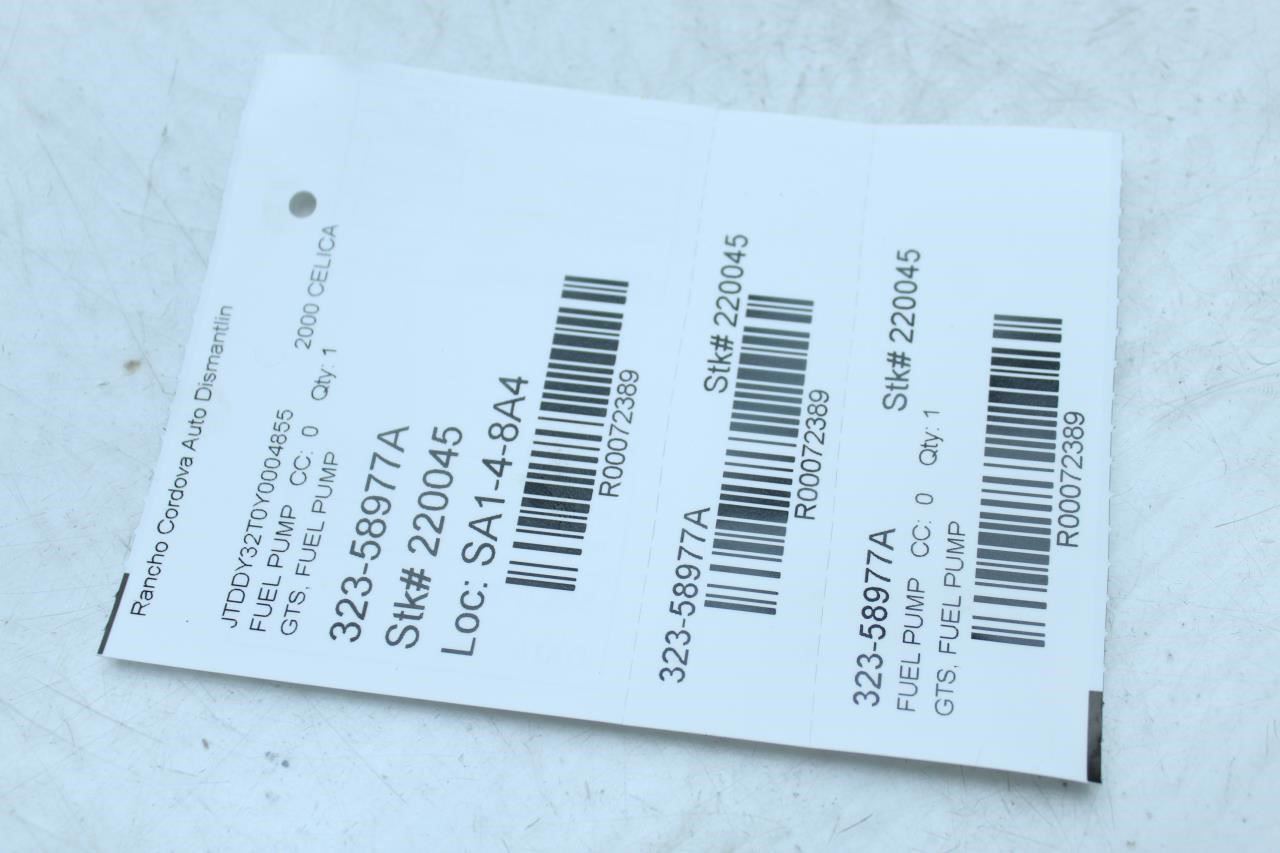 Rancho Cordova Auto Dismantlin
JTDDY32T0Y0004855
FUEL PUMP CC: 0 Qty: 1 2000 CELICA
GTS, FUEL PUMP
323-58977A
Stk# 220045
Loc: SA1-4-8A4
R00072389
323-58977A Stk# 220045
R00072389
323-58977A Stk# 220045
FUEL PUMP CC: 0 Qty: 1
GTS, FUEL PUMP
R00072389